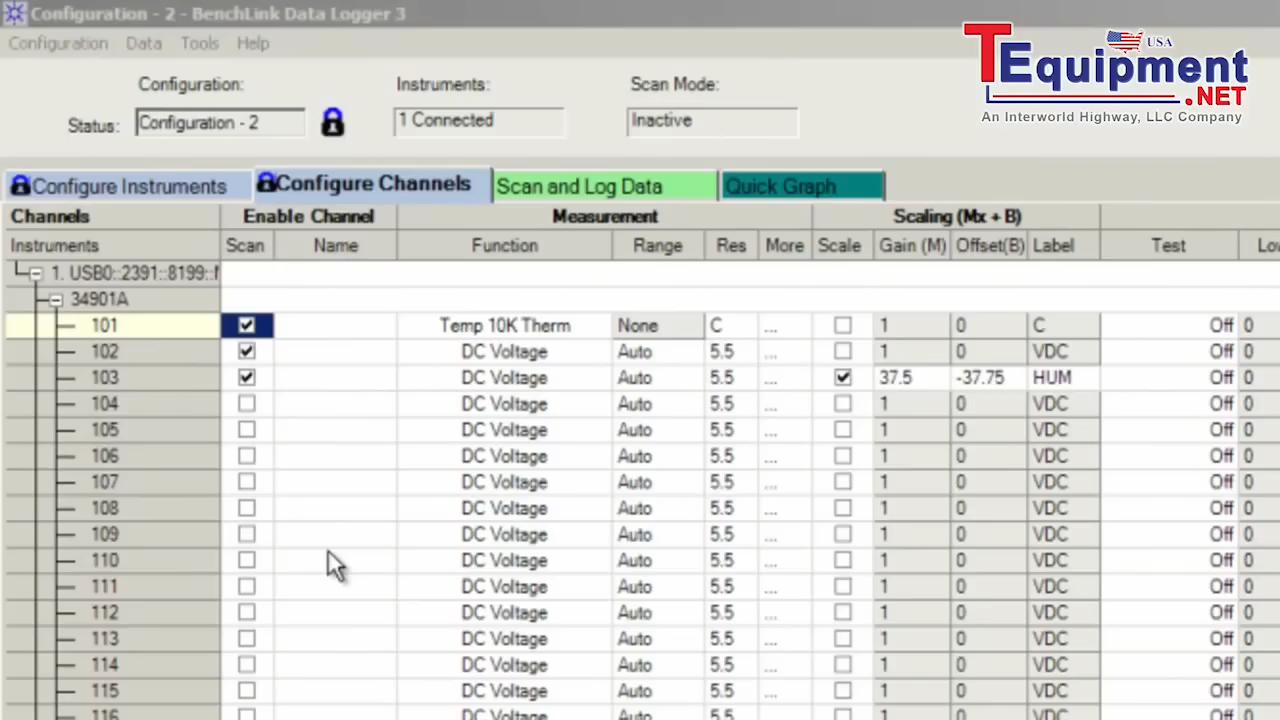 Configuration - 2 - BenchLink Data Logger 3
Configuration Data Tools Help
TEquipment .NET
USA
An Interworld Highway, LLC Company
Configuration: Instruments: Scan Mode:
Status: Configuration - 2 1 Connected Inactive
Configure Instruments Configure Channels Scan and Log Data Quick Graph
Channels Enable Channel Measurement Scaling (Mx + B)
Instruments Scan Name Function Range Res More Scale Gain (M) Offset(B) Label Test
1. USB0::2391::8199::
34901A
101 Temp 10K Therm None C ... 1 0 C Off 0
102 DC Voltage Auto 5.5 ... 1 0 VDC Off 0
103 DC Voltage Auto 5.5 ... 37.5 -37.75 HUM Off 0
104 DC Voltage Auto 5.5 ... 1 0 VDC Off 0
105 DC Voltage Auto 5.5 ... 1 0 VDC Off 0
106 DC Voltage Auto 5.5 ... 1 0 VDC Off 0
107 DC Voltage Auto 5.5 ... 1 0 VDC Off 0
108 DC Voltage Auto 5.5 ... 1 0 VDC Off 0
109 DC Voltage Auto 5.5 ... 1 0 VDC Off 0
110 DC Voltage Auto 5.5 ... 1 0 VDC Off 0
111 DC Voltage Auto 5.5 ... 1 0 VDC Off 0
112 DC Voltage Auto 5.5 ... 1 0 VDC Off 0
113 DC Voltage Auto 5.5 ... 1 0 VDC Off 0
114 DC Voltage Auto 5.5 ... 1 0 VDC Off 0
115 DC Voltage Auto 5.5 ... 1 0 VDC Off 0
116 DC Voltage Auto 5.5 ... 1 0 VDC Off 0